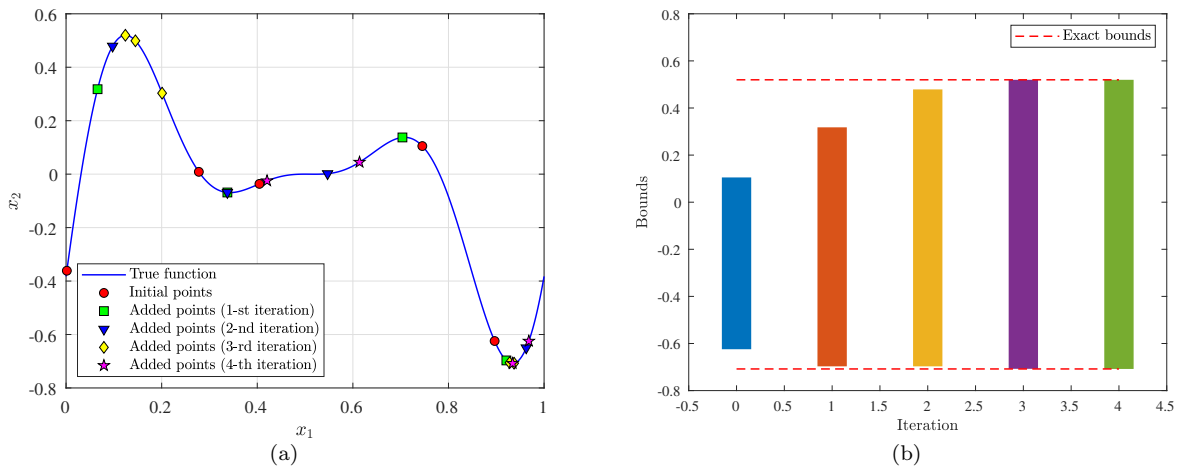 0.6
0.4
0.2
0
-0.2
-0.4
-0.6
-0.8
x2
True function
Initial points
Added points (1-st iteration)
Added points (2-nd iteration)
Added points (3-rd iteration)
Added points (4-th iteration)
0 0.2 0.4 0.6 0.8 1
x1
(a)
0.8
0.6
0.4
0.2
0
-0.2
-0.4
-0.6
-0.8
Bounds
Exact bounds
-0.5 0 0.5 1 1.5 2 2.5 3 3.5 4 4.5
Iteration
(b)